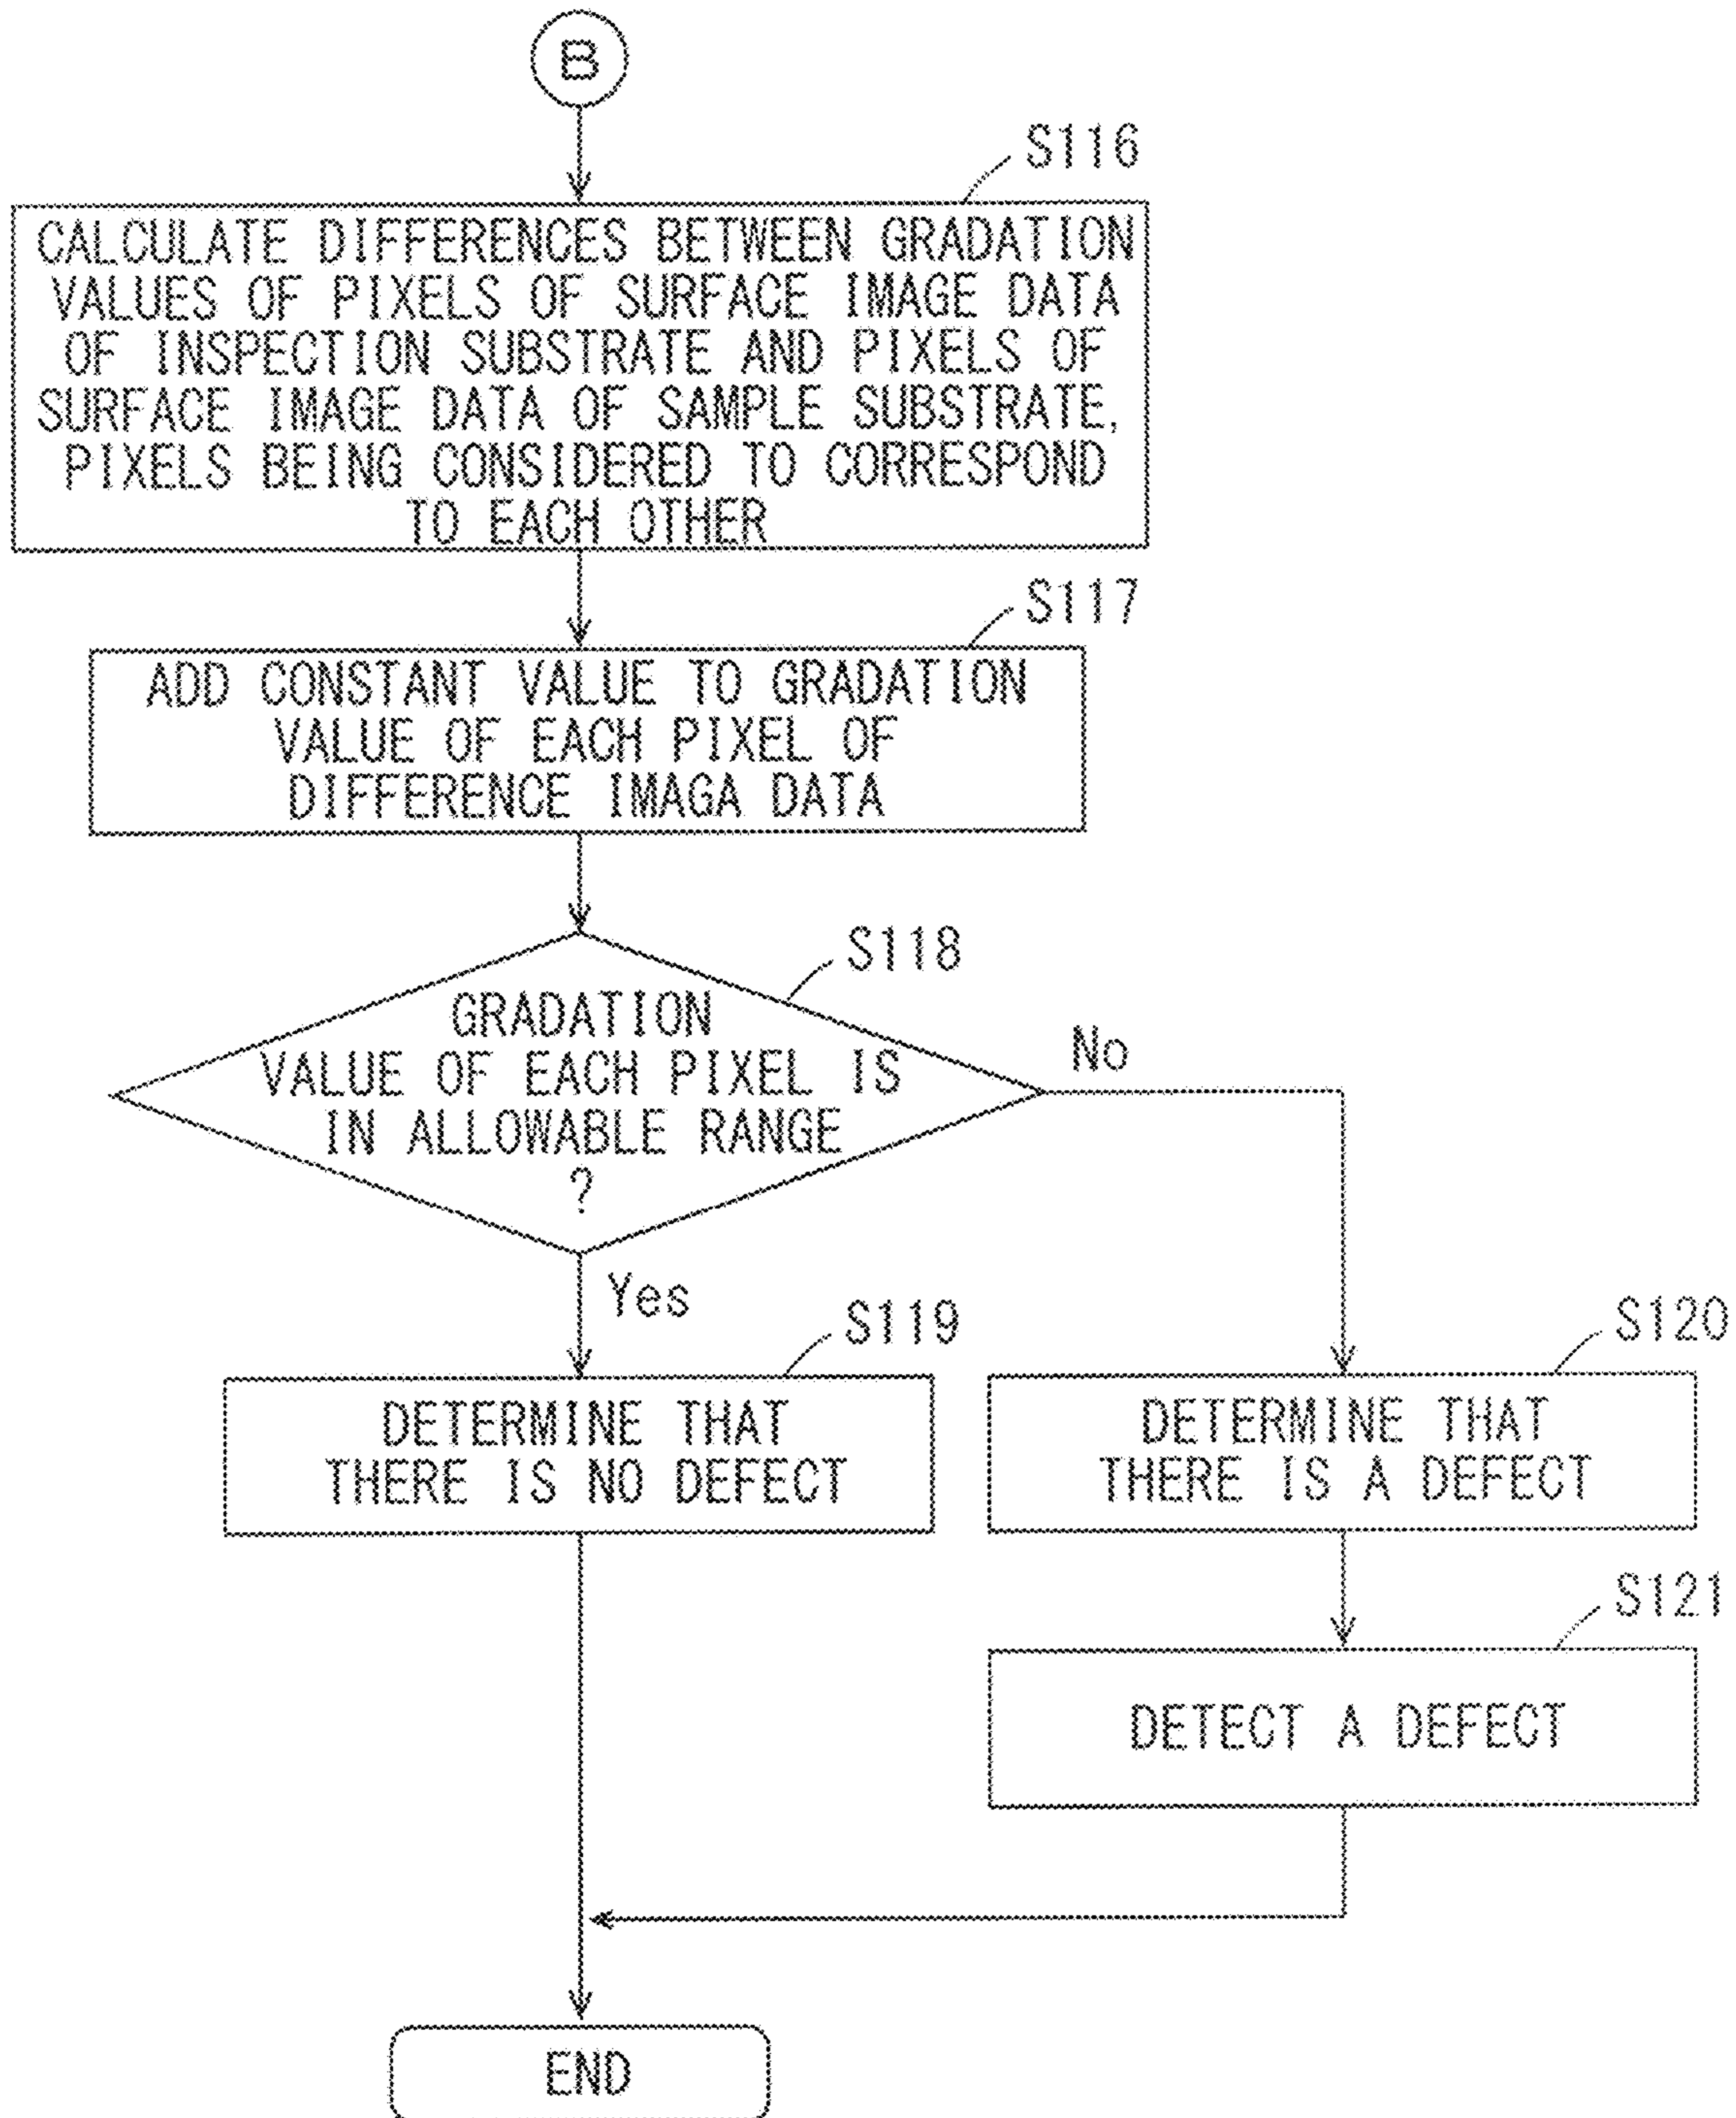 B
S116
CALCULATE DIFFERENCES BETWEEN GRADATION
VALUES OF PIXELS OF SURFACE IMAGE DATA
OF INSPECTION SUBSTRATE AND PIXELS OF
SURFACE IMAGE DATA OF SAMPLE SUBSTRATE,
PIXELS BEING CONSIDERED TO CORRESPOND
TO EACH OTHER
S117
ADD CONSTANT VALUE TO GRADATION
VALUE OF EACH PIXEL OF
DIFFERENCE IMAGA DATA
S118
GRADATION
VALUE OF EACH PIXEL IS
IN ALLOWABLE RANGE
?
No
Yes
S119
DETERMINE THAT
THERE IS NO DEFECT
S120
DETERMINE THAT
THERE IS A DEFECT
S121
DETECT A DEFECT
END